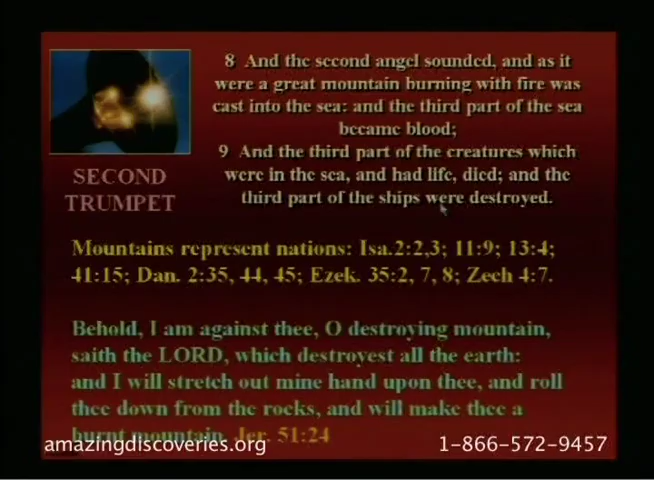 8 And the second angel sounded, and as it
were a great mountain burning with fire was
cast into the sea: and the third part of the sea
became blood;
9 And the third part of the creatures which
were in the sea, and had life, died; and the
third part of the ships were destroyed.
SECOND
TRUMPET
Mountains represent nations: Isa.2:2,3; 11:9; 13:4;
41:15; Dan. 2:35, 44, 45; Ezek. 35:2, 7, 8; Zech 4:7.
Behold, I am against thee, O destroying mountain,
saith the LORD, which destroyest all the earth:
and I will stretch out mine hand upon thee, and roll
thee down from the rocks, and will make thee a
burnt mountain. Jer. 51:24
amazingdiscoveries.org
1-866-572-9457